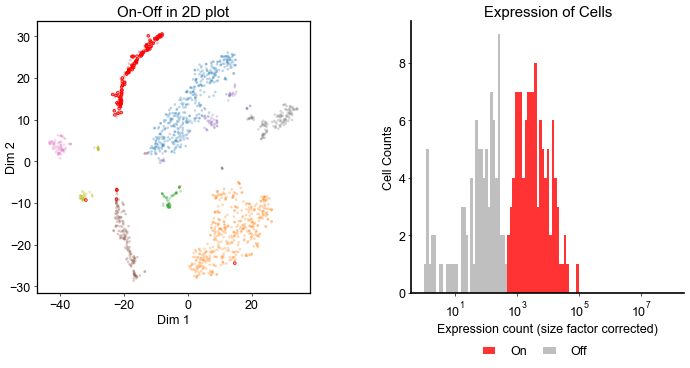 On-Off in 2D plot
Expression of Cells
30
20
10
0
−10
−20
−30
Dim 2
−40
−20
0
20
Dim 1
8
6
4
2
0
Cell Counts
10^1
10^3
10^5
10^7
Expression count (size factor corrected)
On
Off